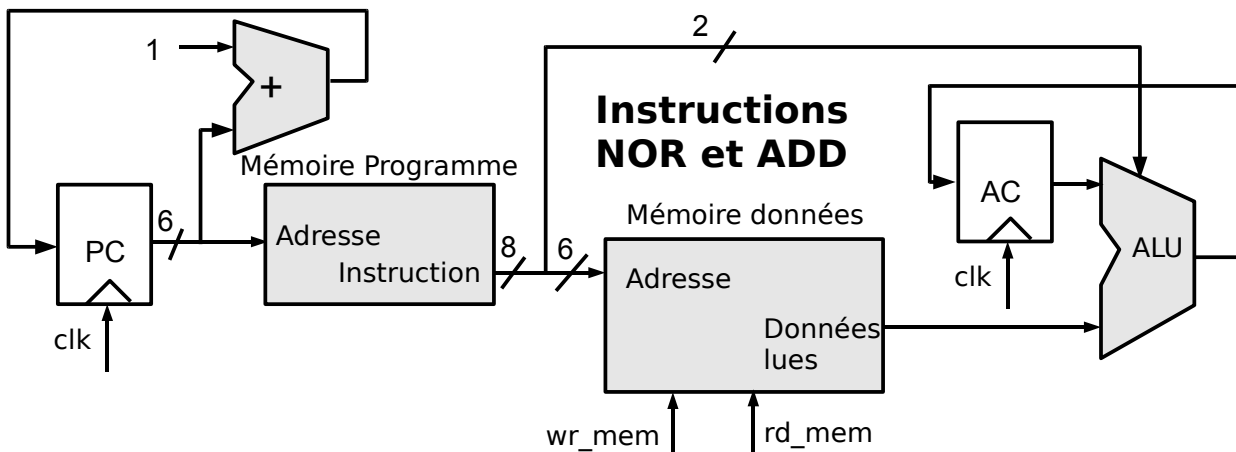 1
+
2
Instructions
NOR et ADD
Mémoire Programme
Mémoire données
PC
6
Adresse
Instruction
8
6
Adresse
Données
lues
AC
ALU
clk
clk
wr_mem
rd_mem